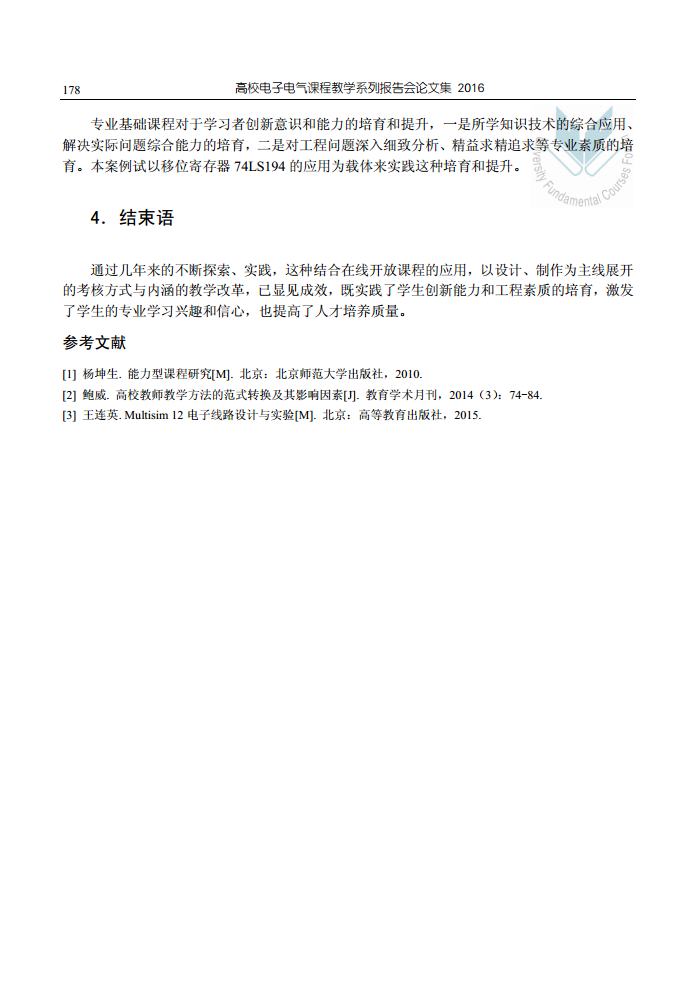 178 高校电子电气课程教学系列报告会论文集 2016
专业基础课程对于学习者创新意识和能力的培育和提升，一是所学知识技术的综合应用、
解决实际问题综合能力的培育，二是对工程问题深入细致分析、精益求精追求等专业素质的培
育。本案例试以移位寄存器 74LS194 的应用为载体来实践这种培育和提升。
4．结束语
通过几年来的不断探索、实践，这种结合在线开放课程的应用，以设计、制作为主线展开
的考核方式与内涵的教学改革，已显见成效，既实践了学生创新能力和工程素质的培育，激发
了学生的专业学习兴趣和信心，也提高了人才培养质量。
参考文献
[1] 杨坤生. 能力型课程研究[M]. 北京：北京师范大学出版社，2010.
[2] 鲍威. 高校教师教学方法的范式转换及其影响因素[J]. 教育学术月刊，2014（3）：74-84.
[3] 王连英. Multisim 12 电子线路设计与实验[M]. 北京：高等教育出版社，2015.
Fundamental Courses